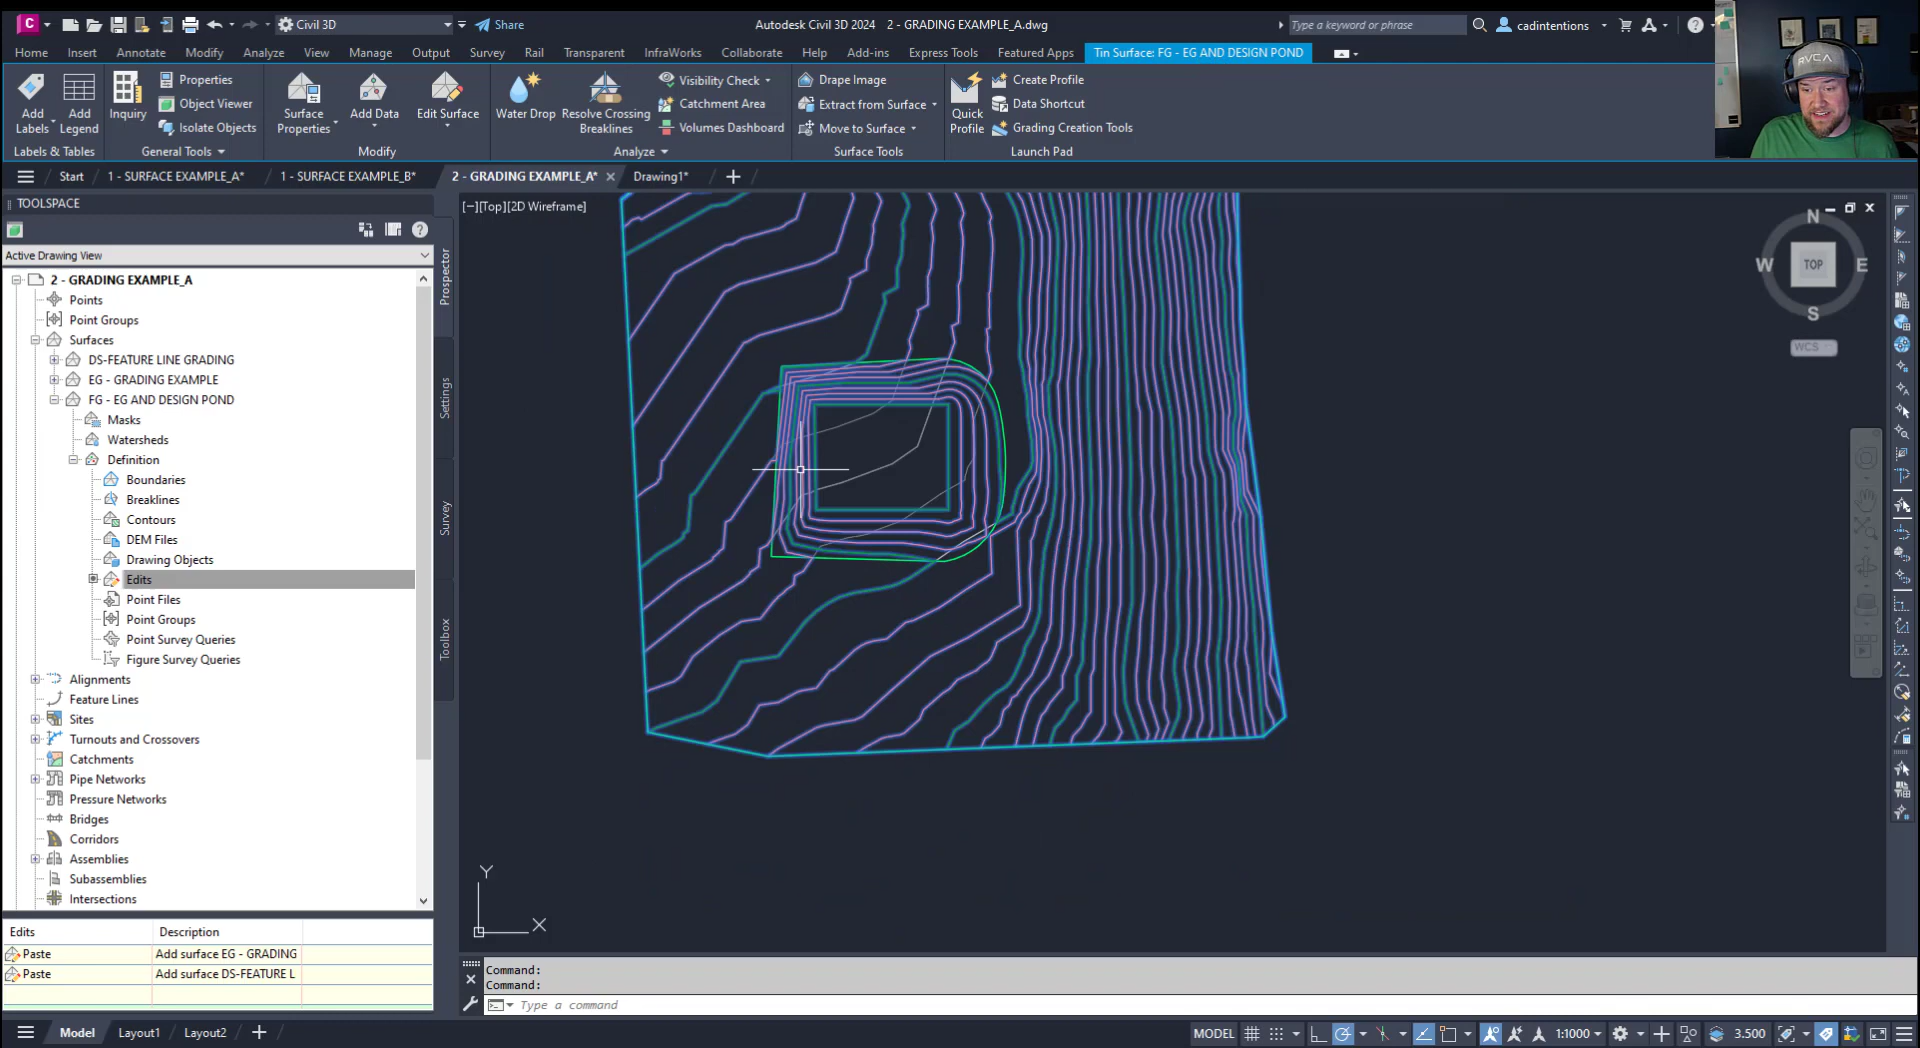 Civil 3D
Share
Autodesk Civil 3D 2024 2 - GRADING EXAMPLE_A.dwg
Type a keyword or phrase
cadintentions
Home Insert Annotate Modify Analyze View Manage Output Survey Rail Transparent InfraWorks Collaborate Help Add-ins Express Tools Featured Apps Tin Surface: FG - EG AND DESIGN POND
RVCA
Add Labels
Add Legend
Inquiry
Properties
Object Viewer
Isolate Objects
Surface Properties
Add Data
Edit Surface
Water Drop
Resolve Crossing Breaklines
Visibility Check
Catchment Area
Volumes Dashboard
Drape Image
Extract from Surface
Move to Surface
Quick Profile
Create Profile
Data Shortcut
Grading Creation Tools
Labels & Tables General Tools Modify Analyze Surface Tools Launch Pad
Start 1 - SURFACE EXAMPLE_A* 1 - SURFACE EXAMPLE_B* 2 - GRADING EXAMPLE_A* Drawing1*
TOOLSPACE
[−][Top][2D Wireframe]
N
W TOP E
S
WCS
Active Drawing View
2 - GRADING EXAMPLE_A
Points
Point Groups
Surfaces
DS-FEATURE LINE GRADING
EG - GRADING EXAMPLE
FG - EG AND DESIGN POND
Masks
Watersheds
Definition
Boundaries
Breaklines
Contours
DEM Files
Drawing Objects
Edits
Point Files
Point Groups
Point Survey Queries
Figure Survey Queries
Alignments
Feature Lines
Sites
Turnouts and Crossovers
Catchments
Pipe Networks
Pressure Networks
Bridges
Corridors
Assemblies
Subassemblies
Intersections
Prospector
Settings
Survey
Toolbox
Edits Description
Paste Add surface EG - GRADING
Paste Add surface DS-FEATURE L
Y
X
Command:
Command:
Type a command
Model Layout1 Layout2
MODEL 1:1000 3.500